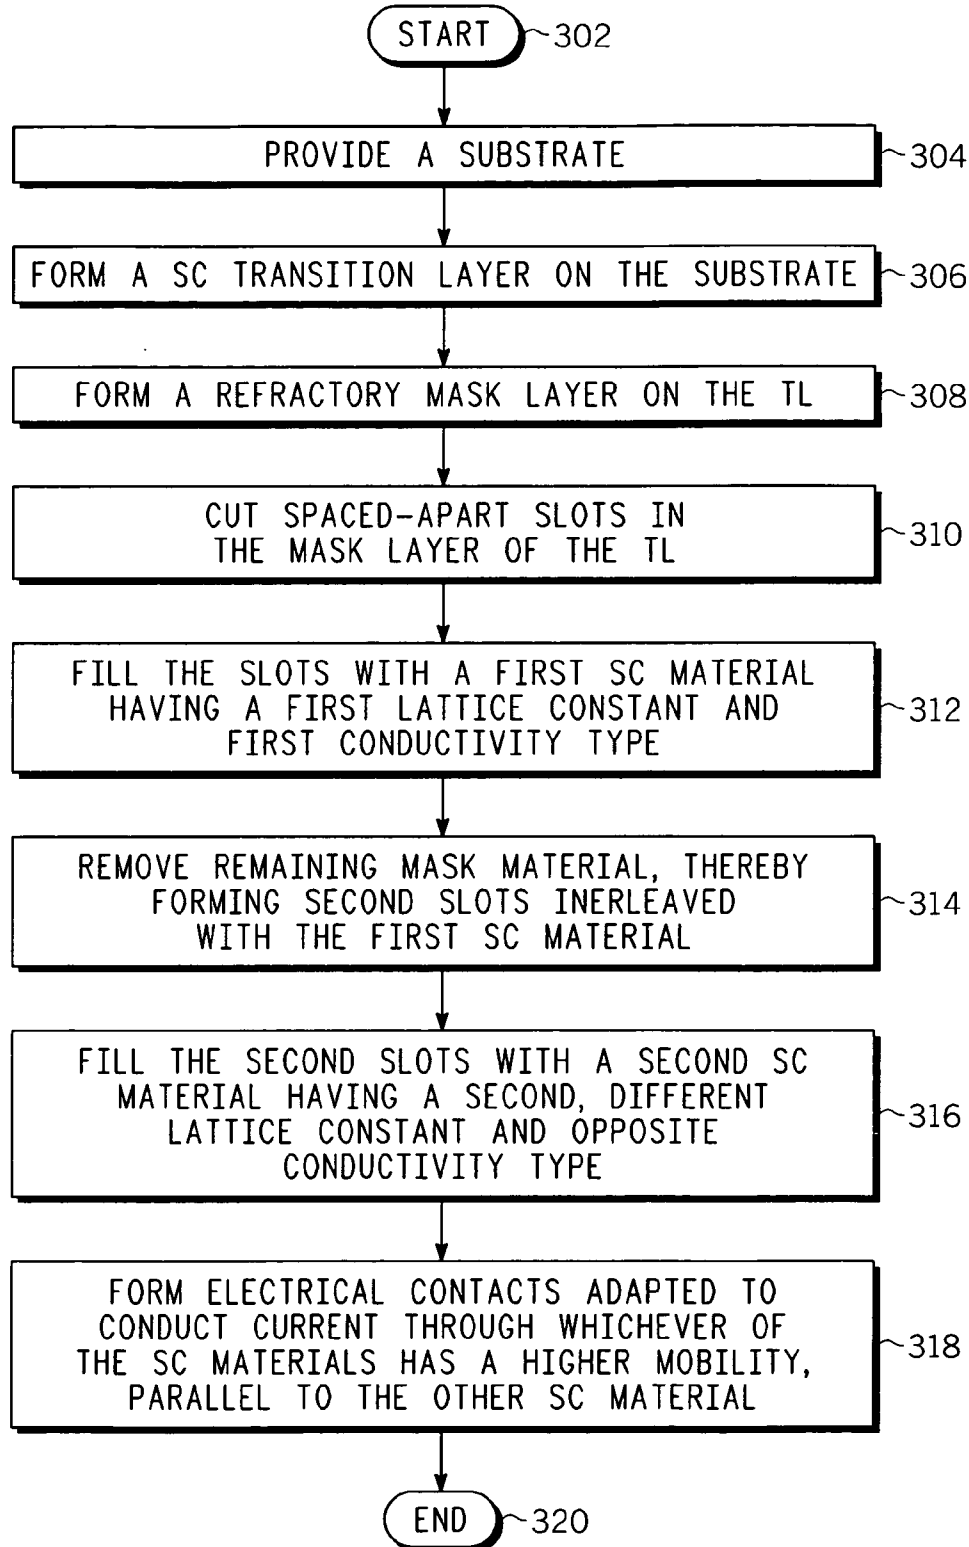 START
302
PROVIDE A SUBSTRATE
304
FORM A SC TRANSITION LAYER ON THE SUBSTRATE
306
FORM A REFRACTORY MASK LAYER ON THE TL
308
CUT SPACED-APART SLOTS IN
THE MASK LAYER OF THE TL
310
FILL THE SLOTS WITH A FIRST SC MATERIAL
HAVING A FIRST LATTICE CONSTANT AND
FIRST CONDUCTIVITY TYPE
312
REMOVE REMAINING MASK MATERIAL, THEREBY
FORMING SECOND SLOTS INERLEAVED
WITH THE FIRST SC MATERIAL
314
FILL THE SECOND SLOTS WITH A SECOND SC
MATERIAL HAVING A SECOND, DIFFERENT
LATTICE CONSTANT AND OPPOSITE
CONDUCTIVITY TYPE
316
FORM ELECTRICAL CONTACTS ADAPTED TO
CONDUCT CURRENT THROUGH WHICHEVER OF
THE SC MATERIALS HAS A HIGHER MOBILITY,
PARALLEL TO THE OTHER SC MATERIAL
318
END
320